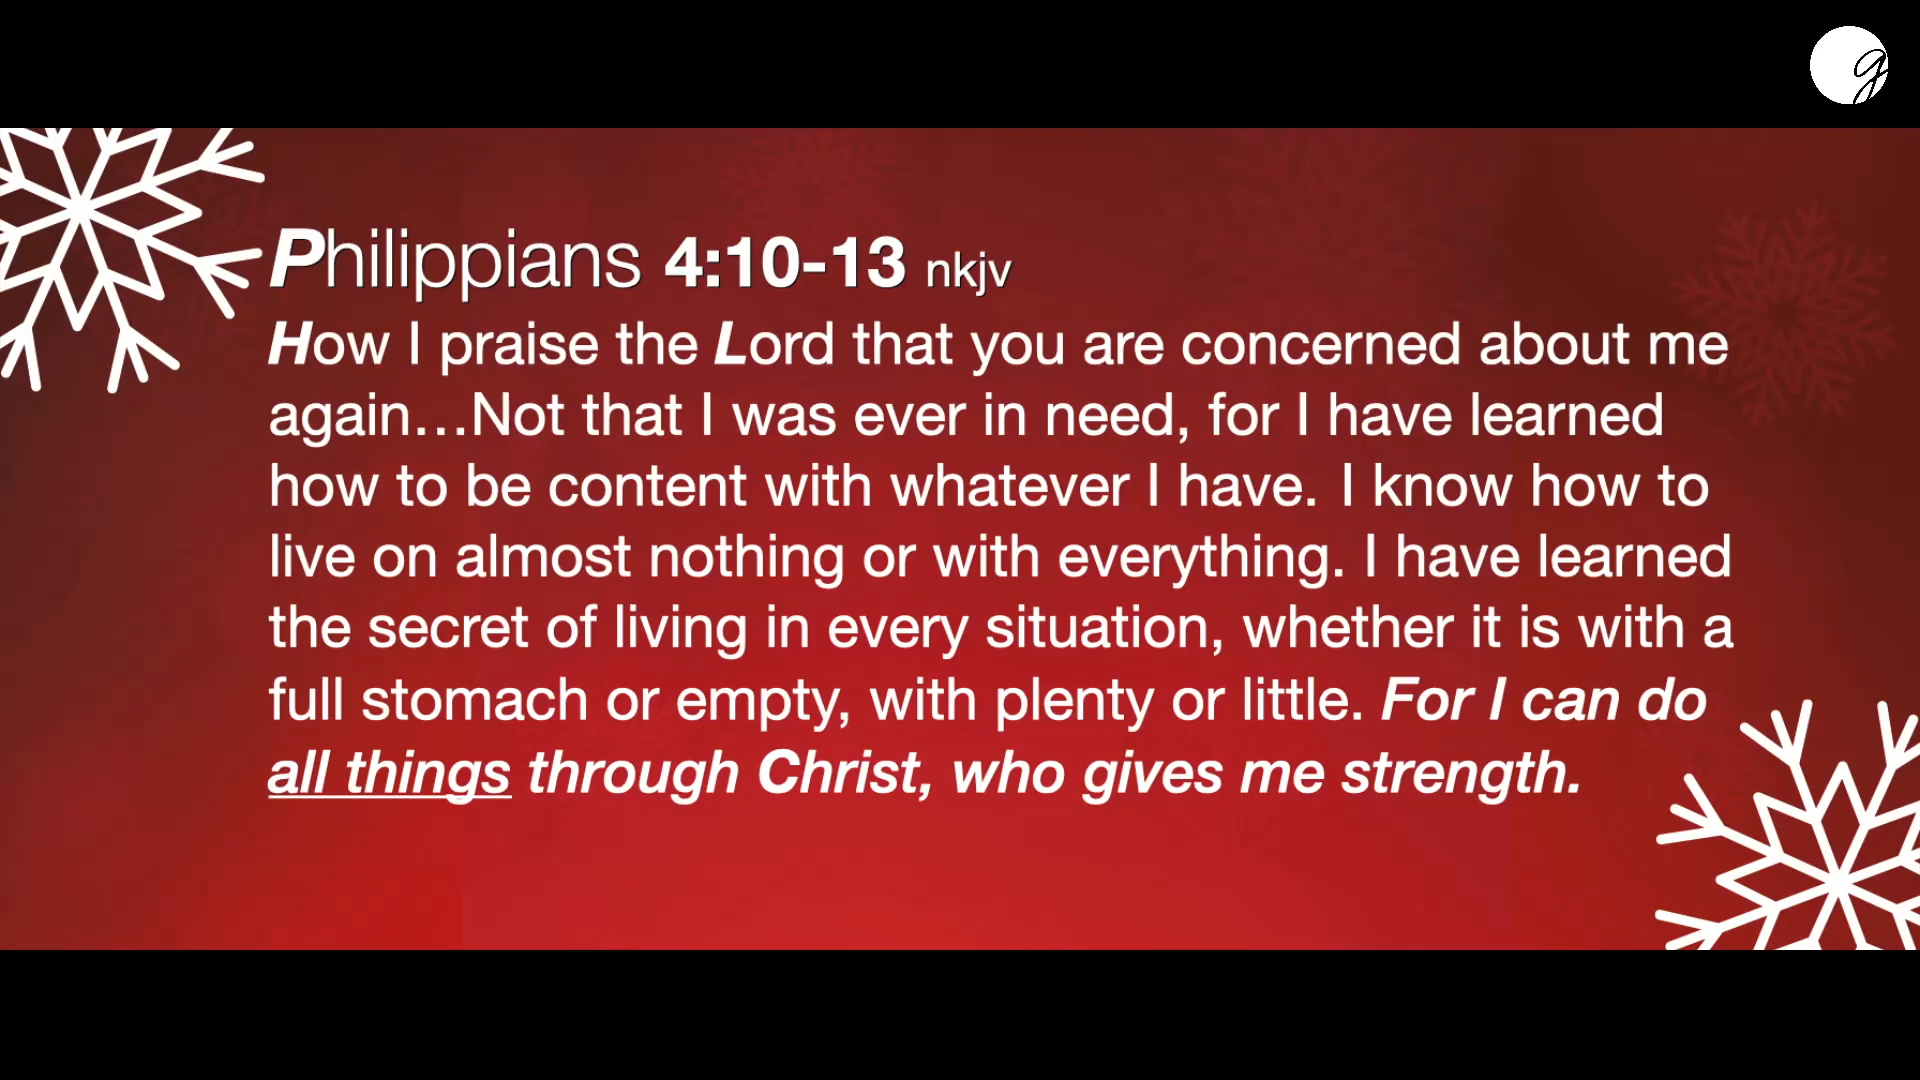 g
Philippians 4:10-13 nkjv
How I praise the Lord that you are concerned about me
again…Not that I was ever in need, for I have learned
how to be content with whatever I have. I know how to
live on almost nothing or with everything. I have learned
the secret of living in every situation, whether it is with a
full stomach or empty, with plenty or little. For I can do
all things through Christ, who gives me strength.